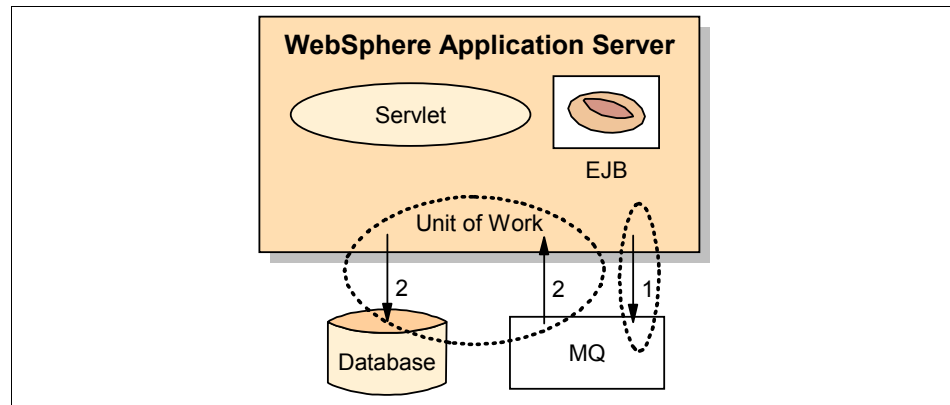 WebSphere Application Server
Servlet
EJB
Unit of Work
2
2
1
Database
MQ